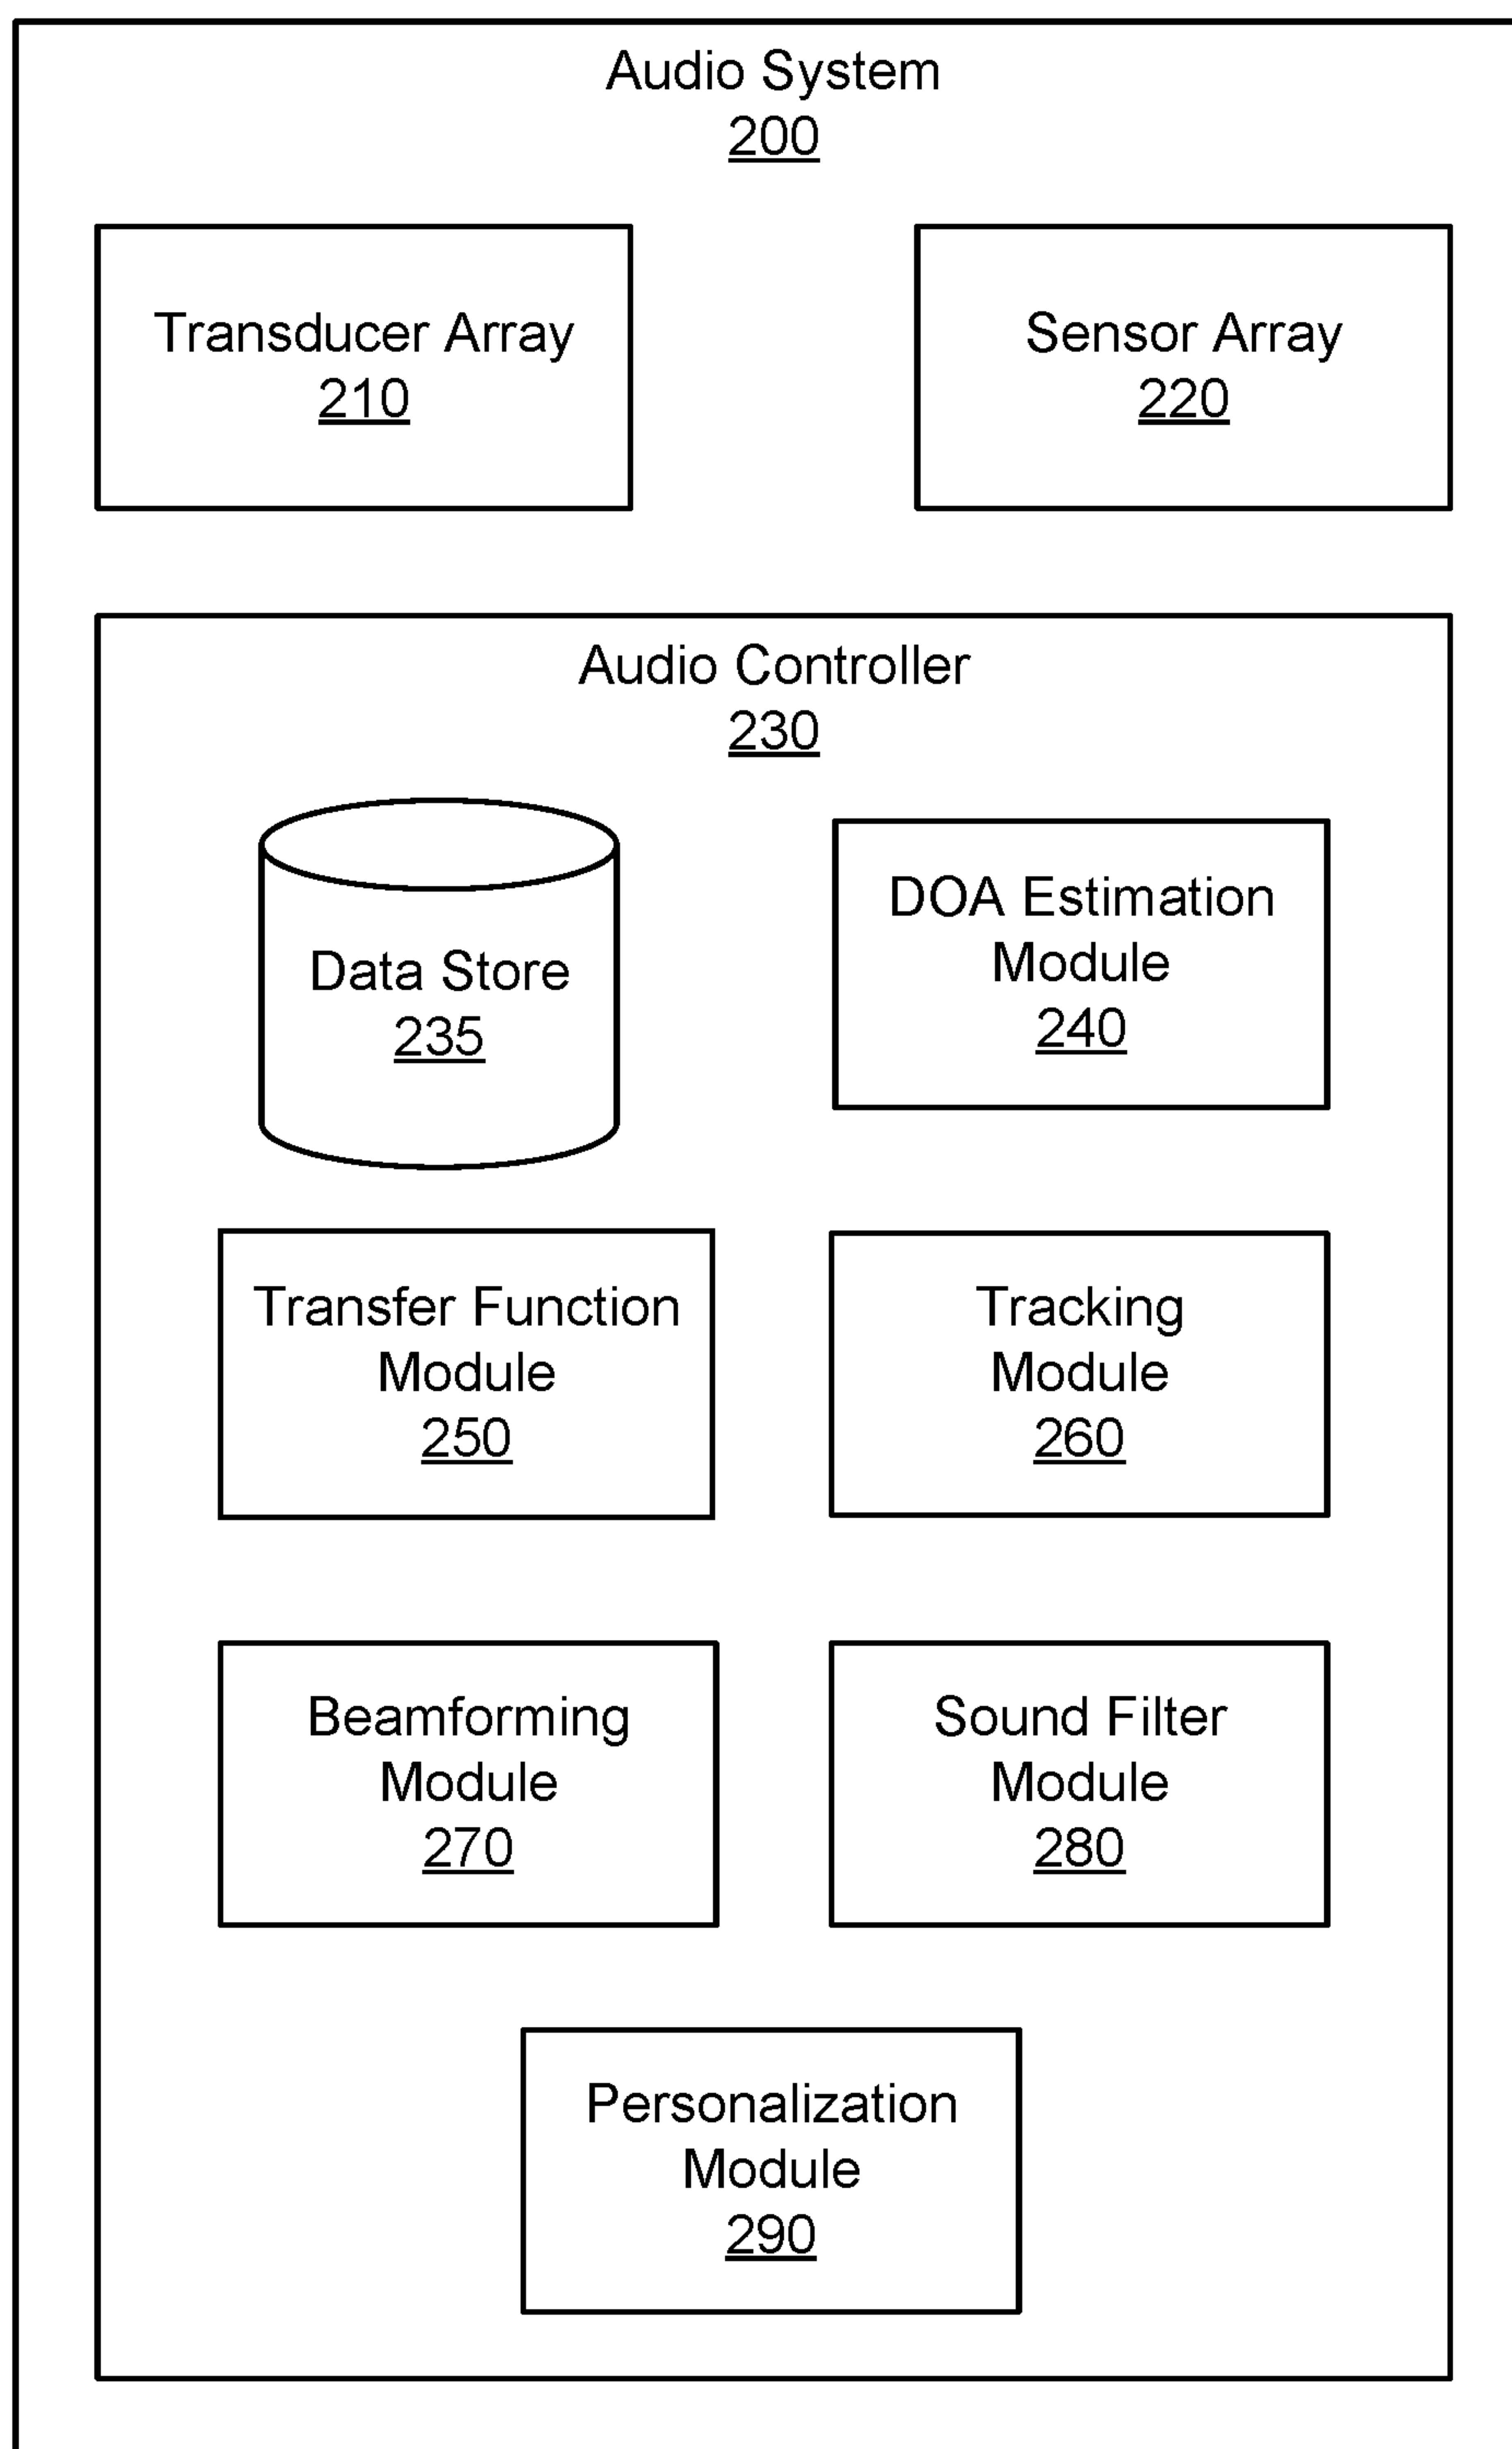 Audio System
200
Transducer Array
210
Sensor Array
220
Audio Controller
230
Data Store
235
DOA Estimation
Module
240
Transfer Function
Module
250
Tracking
Module
260
Beamforming
Module
270
Sound Filter
Module
280
Personalization
Module
290